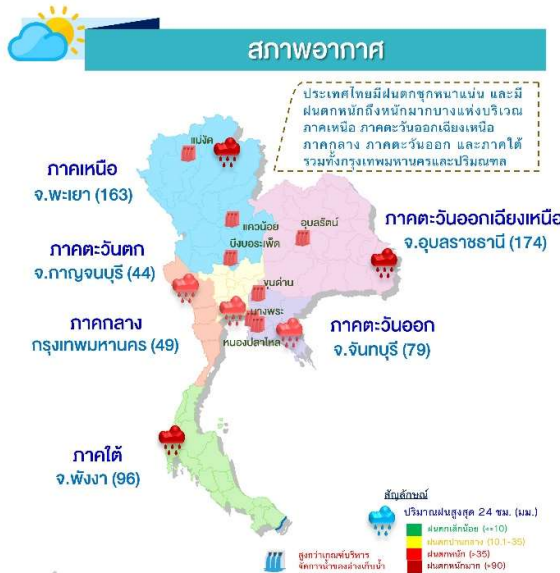 สภาพอากาศ
ประเทศไทยมีฝนตกชุกหนาแน่น และมี
ฝนตกหนักถึงหนักมากบางแห่งบริเวณ
ภาคเหนือ ภาคตะวันออกเฉียงเหนือ
ภาคกลาง ภาคตะวันออก และภาคใต้
รวมทั้งกรุงเทพมหานครและปริมณฑล
แม่งัด
ภาคเหนือ
จ.พะเยา (163)
แควน้อย
บึงบอระเพ็ด
อุบลรัตน์
ภาคตะวันออกเฉียงเหนือ
จ.อุบลราชธานี (174)
ภาคตะวันตก
จ.กาญจนบุรี (44)
ขุนด่าน
บางพระ
หนองปลาไหล
ภาคกลาง
กรุงเทพมหานคร (49)
ภาคตะวันออก
จ.จันทบุรี (79)
ภาคใต้
จ.พังงา (96)
สัญลักษณ์
ปริมาณฝนสูงสุด 24 ชม. (มม.)
ฝนตกเล็กน้อย (<=10)
ฝนตกปานกลาง (10.1-35)
ฝนตกหนัก (>35)
ฝนตกหนักมาก (>90)
สูงกว่าเกณฑ์บริหาร
จัดการน้ำของอ่างเก็บน้ำ